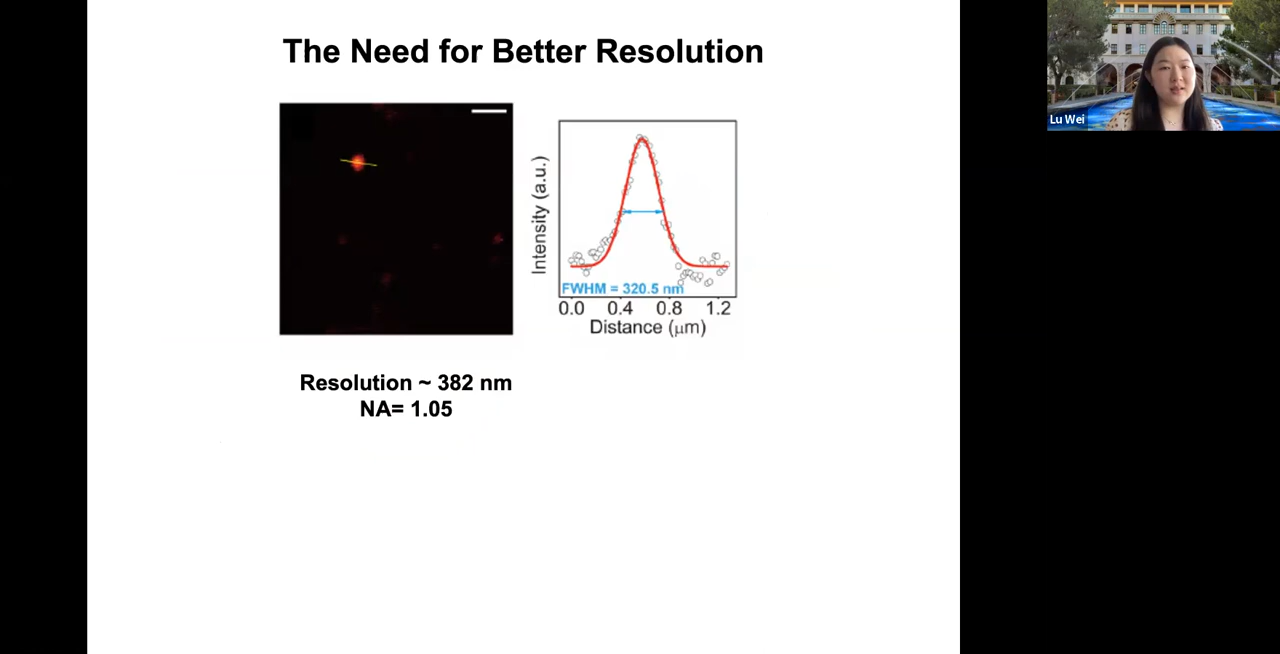 The Need for Better Resolution
Lu Wei
Intensity (a.u.)
FWHM = 320.5 nm
0.0 0.4 0.8 1.2
Distance (μm)
Resolution ~ 382 nm
NA= 1.05